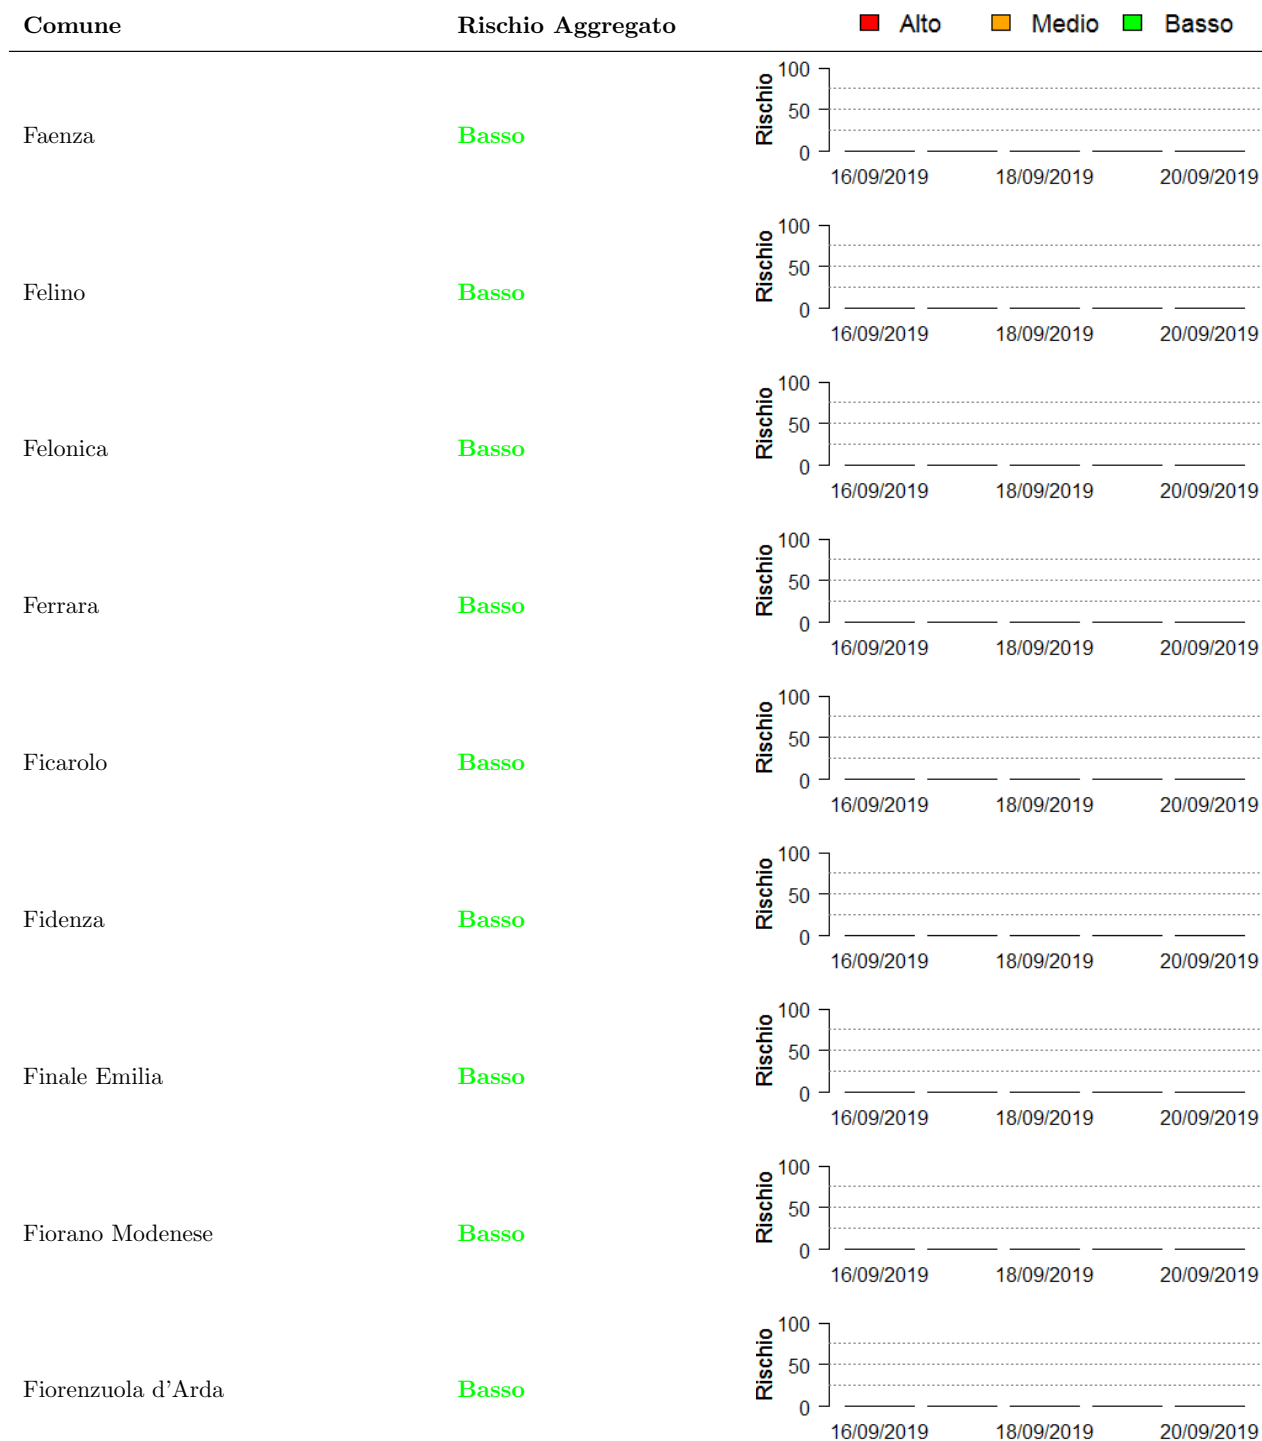 Comune Rischio Aggregato Alto Medio Basso
100
Rischio
50
Faenza Basso
0
16/09/2019 18/09/2019 20/09/2019
100
Rischio
50
Felino Basso
0
16/09/2019 18/09/2019 20/09/2019
100
Rischio
50
Felonica Basso
0
16/09/2019 18/09/2019 20/09/2019
100
Rischio
50
Ferrara Basso
0
16/09/2019 18/09/2019 20/09/2019
100
Rischio
50
Ficarolo Basso
0
16/09/2019 18/09/2019 20/09/2019
100
Rischio
50
Fidenza Basso
0
16/09/2019 18/09/2019 20/09/2019
100
Rischio
50
Finale Emilia Basso
0
16/09/2019 18/09/2019 20/09/2019
100
Rischio
50
Fiorano Modenese Basso
0
16/09/2019 18/09/2019 20/09/2019
100
Rischio
50
Fiorenzuola d'Arda Basso
0
16/09/2019 18/09/2019 20/09/2019